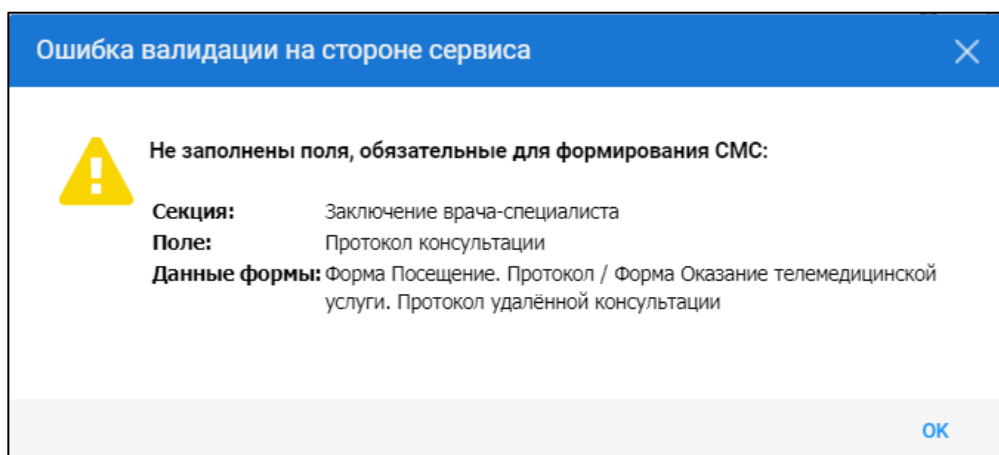 Ошибка валидации на стороне сервиса
Не заполнены поля, обязательные для формирования СМС:
Секция: Заключение врача-специалиста
Поле: Протокол консультации
Данные формы: Форма Посещение. Протокол / Форма Оказание телемедицинской
услуги. Протокол удалённой консультации
ОК